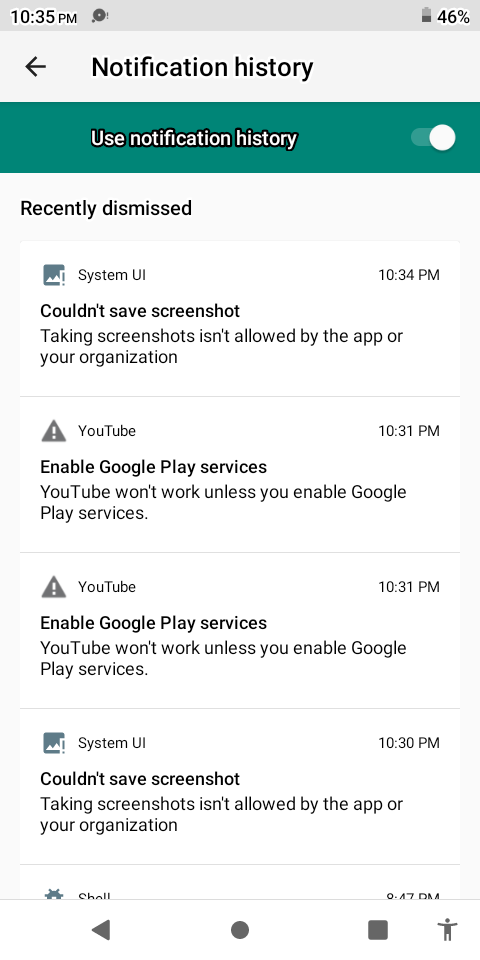 10:35 PM 46%
Notification history
Use notification history
Recently dismissed
System UI 10:34 PM
Couldn't save screenshot
Taking screenshots isn't allowed by the app or
your organization
YouTube 10:31 PM
Enable Google Play services
YouTube won't work unless you enable Google
Play services.
YouTube 10:31 PM
Enable Google Play services
YouTube won't work unless you enable Google
Play services.
System UI 10:30 PM
Couldn't save screenshot
Taking screenshots isn't allowed by the app or
your organization
Shell 8:47 PM